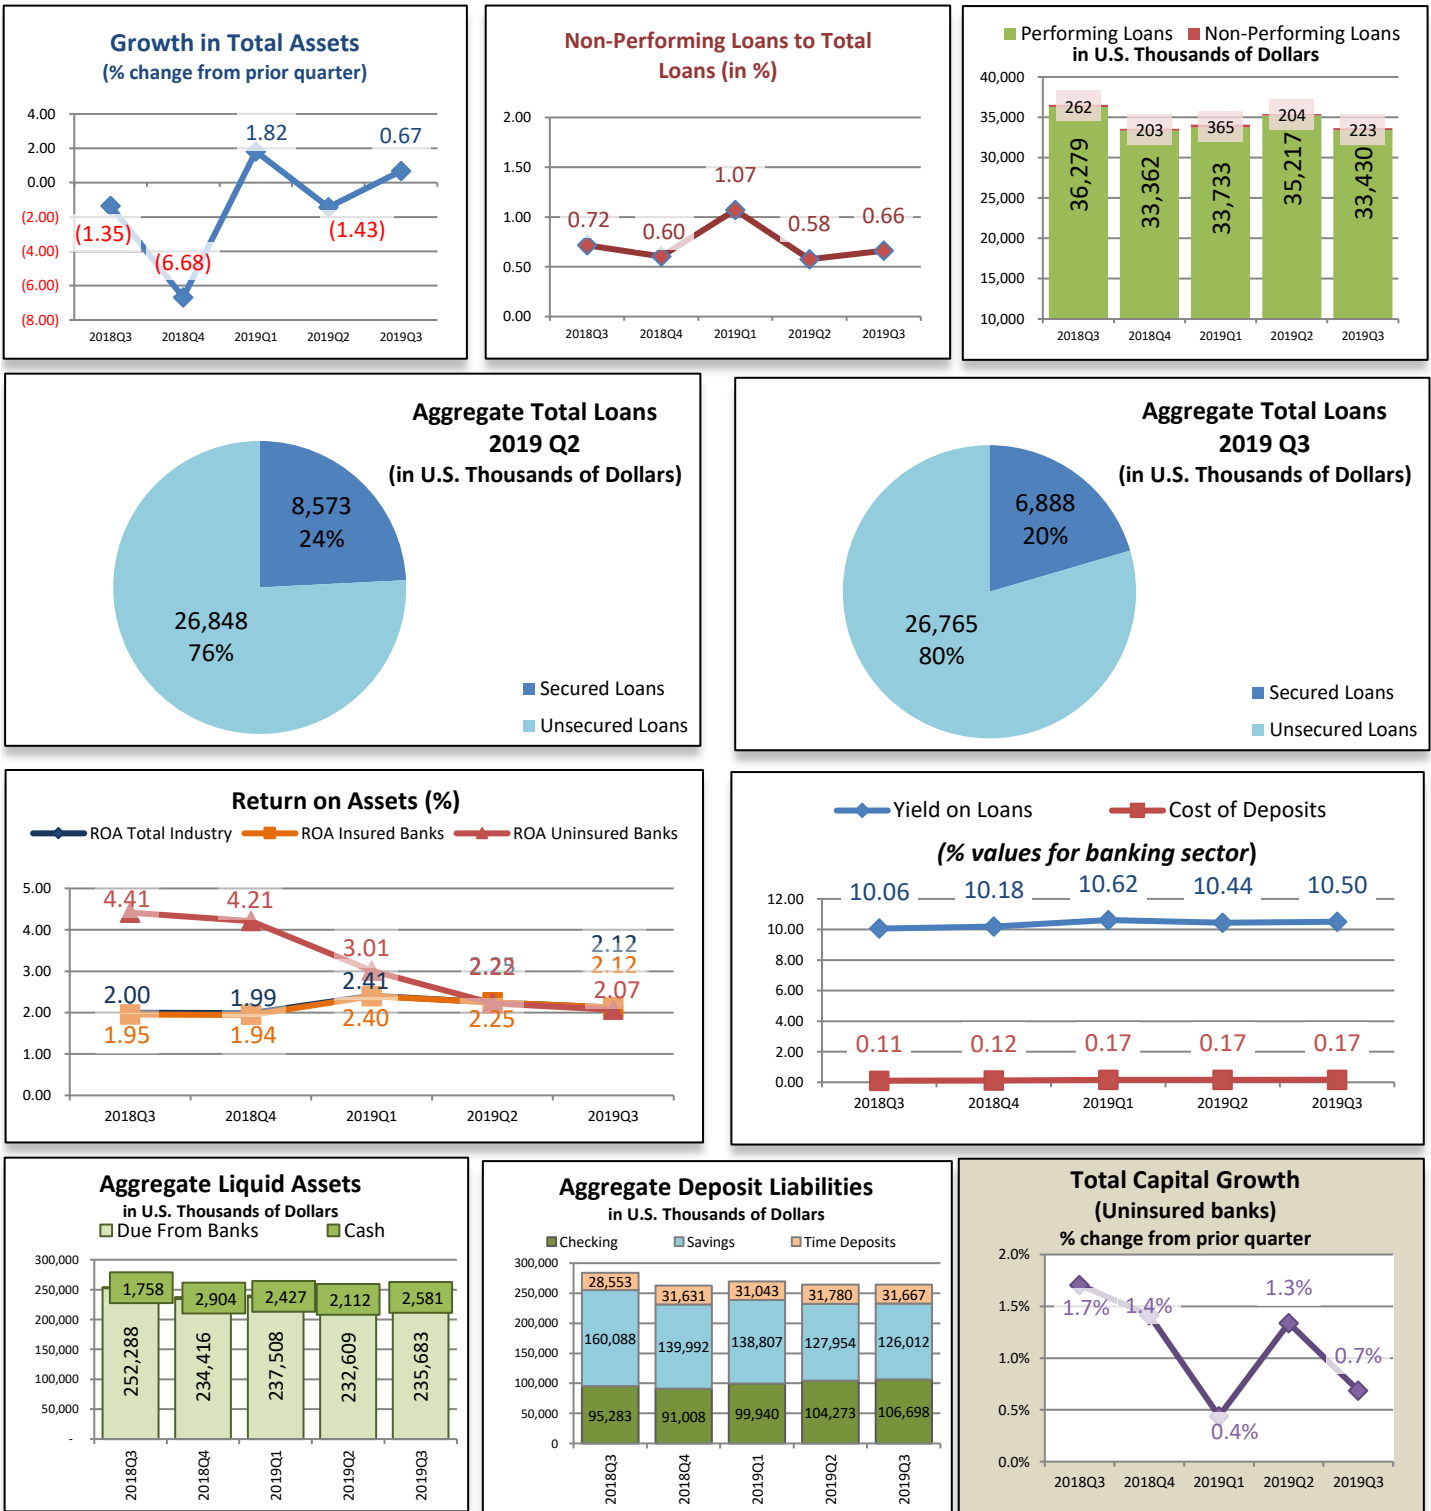 Growth in Total Assets
(% change from prior quarter)
4.00
2.00
0.00
(2.00)
(4.00)
(6.00)
(8.00)
(1.35)
(6.68)
1.82
(1.43)
0.67
2018Q3 2018Q4 2019Q1 2019Q2 2019Q3
Non-Performing Loans to Total
Loans (in %)
2.00
1.50
1.00
0.50
0.00
0.72
0.60
1.07
0.58
0.66
2018Q3 2018Q4 2019Q1 2019Q2 2019Q3
Performing Loans Non-Performing Loans
in U.S. Thousands of Dollars
40,000
35,000
30,000
25,000
20,000
15,000
10,000
262 203 365 204 223
36,279 33,362 33,733 35,217 33,430
2018Q3 2018Q4 2019Q1 2019Q2 2019Q3
Aggregate Total Loans
2019 Q2
(in U.S. Thousands of Dollars)
8,573
24%
26,848
76%
Secured Loans
Unsecured Loans
Aggregate Total Loans
2019 Q3
(in U.S. Thousands of Dollars)
6,888
20%
26,765
80%
Secured Loans
Unsecured Loans
Return on Assets (%)
ROA Total Industry ROA Insured Banks ROA Uninsured Banks
5.00
4.00
3.00
2.00
1.00
0.00
4.41 4.21 3.01 2.22 2.07
2.00 1.99 2.41 2.12
1.95 1.94 2.40 2.25 2.12
2018Q3 2018Q4 2019Q1 2019Q2 2019Q3
Yield on Loans Cost of Deposits
(% values for banking sector)
12.00
10.00
8.00
6.00
4.00
2.00
0.00
10.06 10.18 10.62 10.44 10.50
0.11 0.12 0.17 0.17 0.17
2018Q3 2018Q4 2019Q1 2019Q2 2019Q3
Aggregate Liquid Assets
in U.S. Thousands of Dollars
Due From Banks Cash
300,000
250,000
200,000
150,000
100,000
50,000
-
1,758 2,904 2,427 2,112 2,581
252,288 234,416 237,508 232,609 235,683
2018Q3 2018Q4 2019Q1 2019Q2 2019Q3
Aggregate Deposit Liabilities
in U.S. Thousands of Dollars
Checking Savings Time Deposits
300,000
250,000
200,000
150,000
100,000
50,000
0
28,553 31,631 31,043 31,780 31,667
160,088 139,992 138,807 127,954 126,012
95,283 91,008 99,940 104,273 106,698
2018Q3 2018Q4 2019Q1 2019Q2 2019Q3
Total Capital Growth
(Uninsured banks)
% change from prior quarter
2.0%
1.5%
1.0%
0.5%
0.0%
1.7% 1.4% 0.4% 1.3% 0.7%
2018Q3 2018Q4 2019Q1 2019Q2 2019Q3